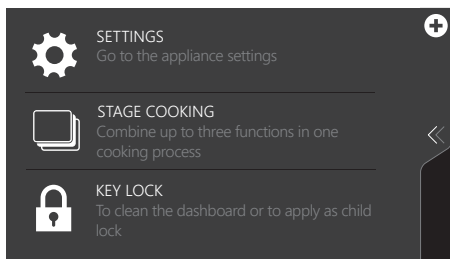 SETTINGS
Go to the appliance settings
STAGE COOKING
Combine up to three functions in one
cooking process
KEY LOCK
To clean the dashboard or to apply as child
lock